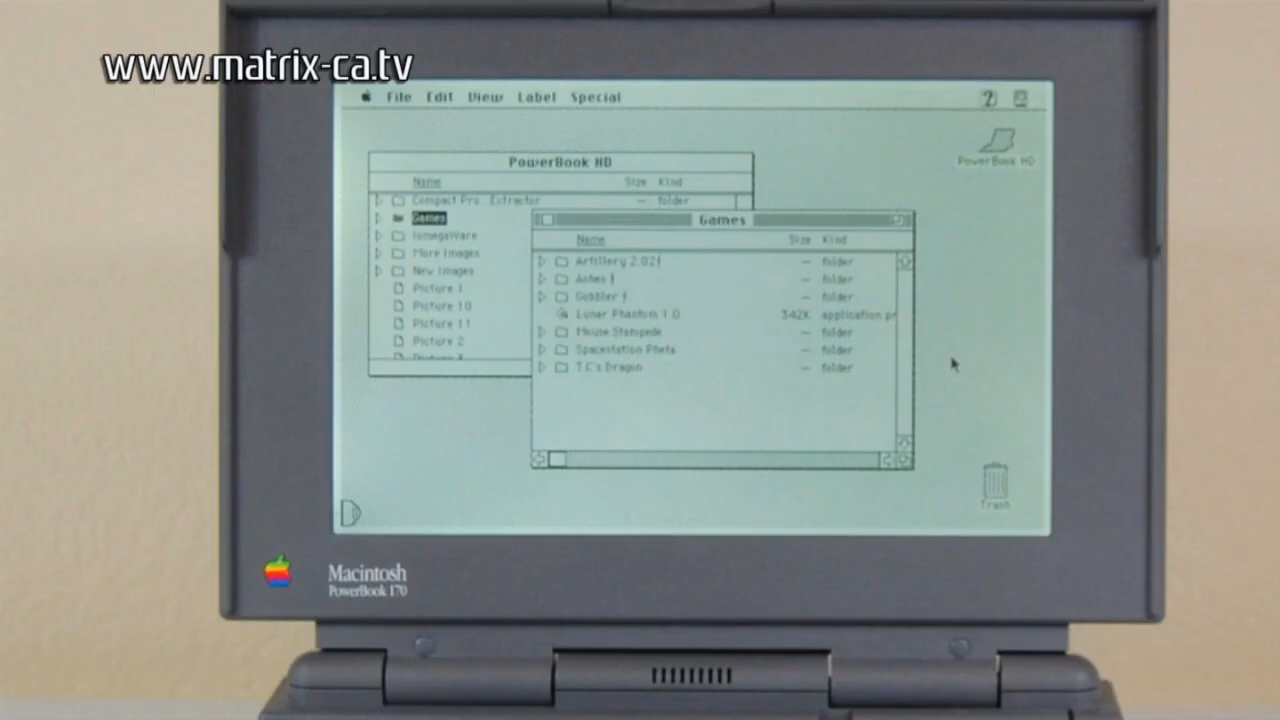 www.matrix-ca.tv
File Edit View Label Special
PowerBook HD
PowerBook HD
Name Size Kind
Compact Pro Extractor — folder
Games
IomegaWare
More Images
New Images
Picture 1
Picture 10
Picture 11
Picture 2
Games
Name Size Kind
Artillery 2.02ƒ — folder
Ashes ƒ — folder
Gobbler ƒ — folder
Lunar Phantom 1.0 342K application pr
Mouse Stampede — folder
Spacestation Pheta — folder
T.C.'s Dragon — folder
Trash
Macintosh
PowerBook 170